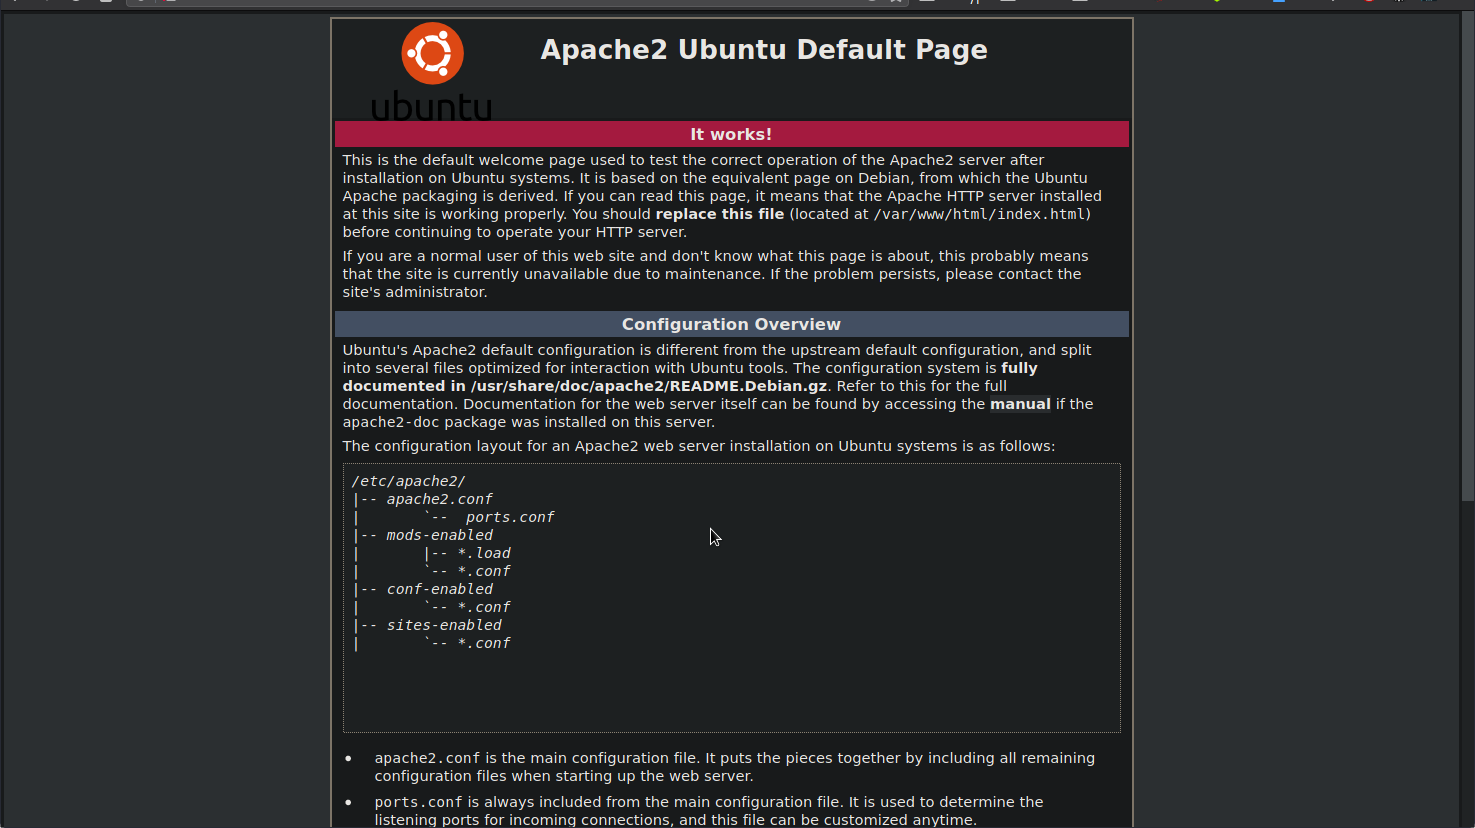 ubuntu
Apache2 Ubuntu Default Page
It works!
This is the default welcome page used to test the correct operation of the Apache2 server after
installation on Ubuntu systems. It is based on the equivalent page on Debian, from which the Ubuntu
Apache packaging is derived. If you can read this page, it means that the Apache HTTP server installed
at this site is working properly. You should replace this file (located at /var/www/html/index.html)
before continuing to operate your HTTP server.
If you are a normal user of this web site and don't know what this page is about, this probably means
that the site is currently unavailable due to maintenance. If the problem persists, please contact the
site's administrator.
Configuration Overview
Ubuntu's Apache2 default configuration is different from the upstream default configuration, and split
into several files optimized for interaction with Ubuntu tools. The configuration system is fully
documented in /usr/share/doc/apache2/README.Debian.gz. Refer to this for the full
documentation. Documentation for the web server itself can be found by accessing the manual if the
apache2-doc package was installed on this server.
The configuration layout for an Apache2 web server installation on Ubuntu systems is as follows:
/etc/apache2/
|-- apache2.conf
|       `--  ports.conf
|-- mods-enabled
|       |-- *.load
|       `-- *.conf
|-- conf-enabled
|       `-- *.conf
|-- sites-enabled
|       `-- *.conf
• apache2.conf is the main configuration file. It puts the pieces together by including all remaining
configuration files when starting up the web server.
• ports.conf is always included from the main configuration file. It is used to determine the
listening ports for incoming connections, and this file can be customized anytime.